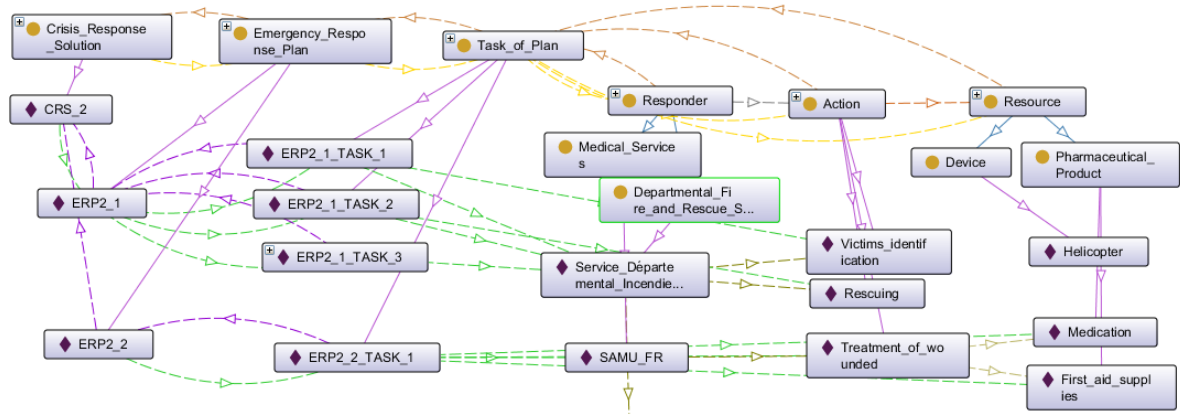 Crisis_Response
_Solution
Emergency_Respo
nse_Plan
Task_of_Plan
Responder
Action
Resource
CRS_2
Medical_Service
s
Device
Pharmaceutical_
Product
ERP2_1_TASK_1
ERP2_1
ERP2_1_TASK_2
Departmental_Fi
re_and_Rescue_S...
ERP2_1_TASK_3
Service_Départe
mental_Incendie...
Victims_identif
ication
Helicopter
Rescuing
ERP2_2
ERP2_2_TASK_1
SAMU_FR
Treatment_of_wo
unded
Medication
First_aid_suppl
ies